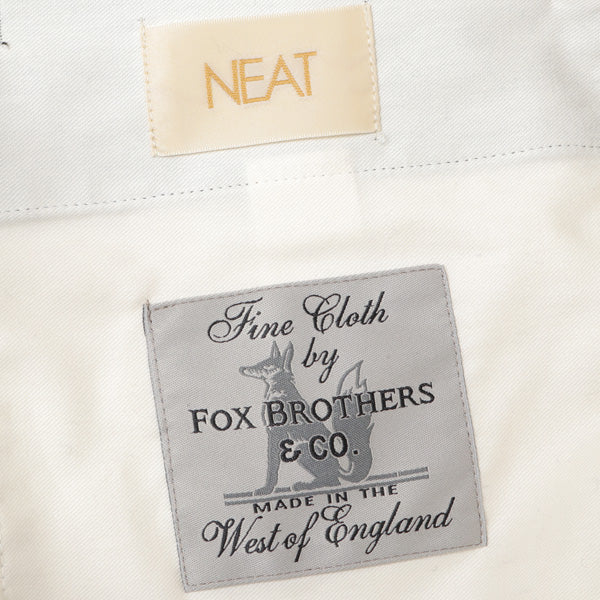 NEAT
Fine Cloth
by
FOX BROTHERS
& CO.
MADE IN THE
West of England